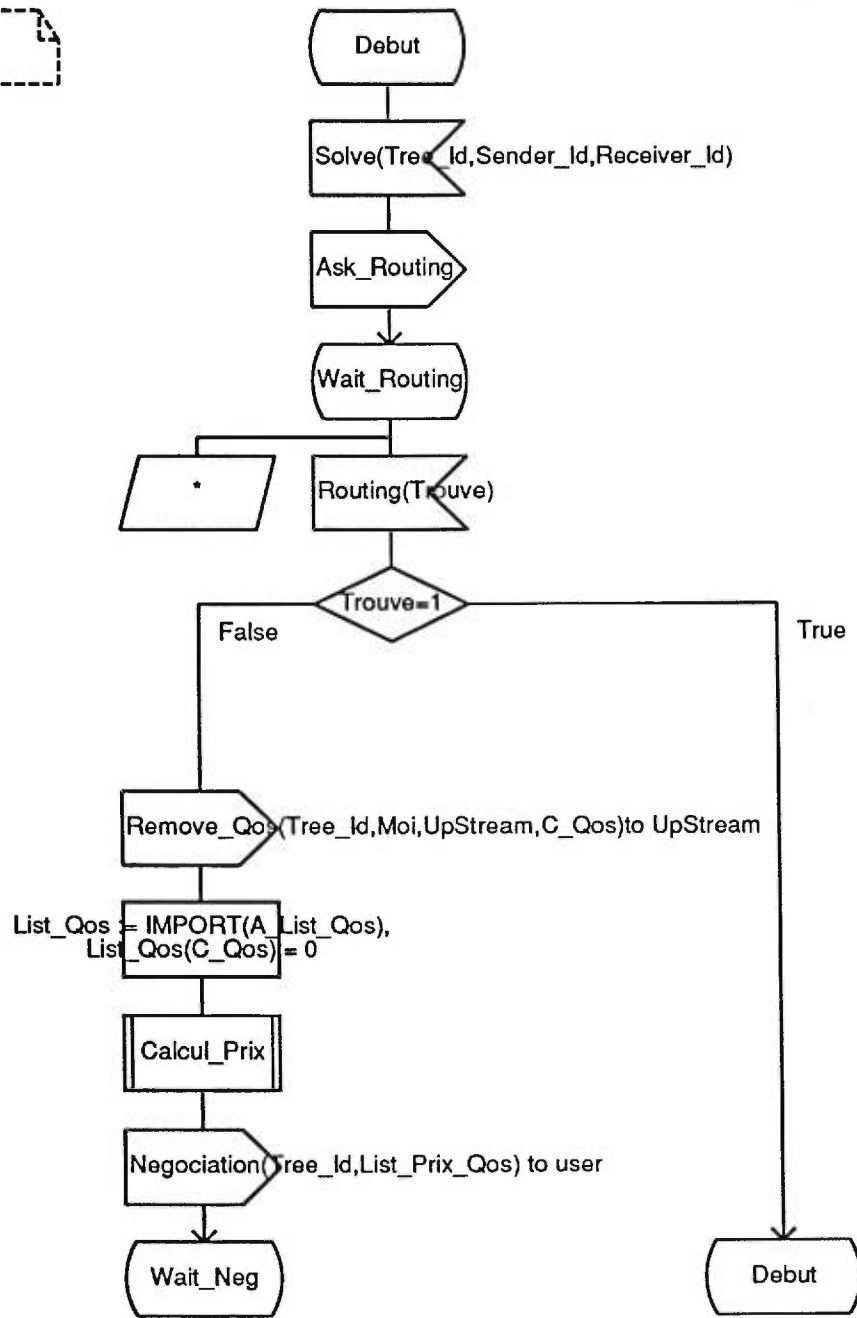 Debut
Solve(Tree_Id,Sender_Id,Receiver_Id)
Ask_Routing
Wait_Routing
*
Routing(Trouve)
Trouve=1
False
True
Remove_Qos(Tree_Id,Moi,UpStream,C_Qos)to UpStream
List_Qos := IMPORT(A_List_Qos),
List_Qos(C_Qos) = 0
Calcul_Prix
Negociation(Tree_Id,List_Prix_Qos) to user
Wait_Neg
Debut